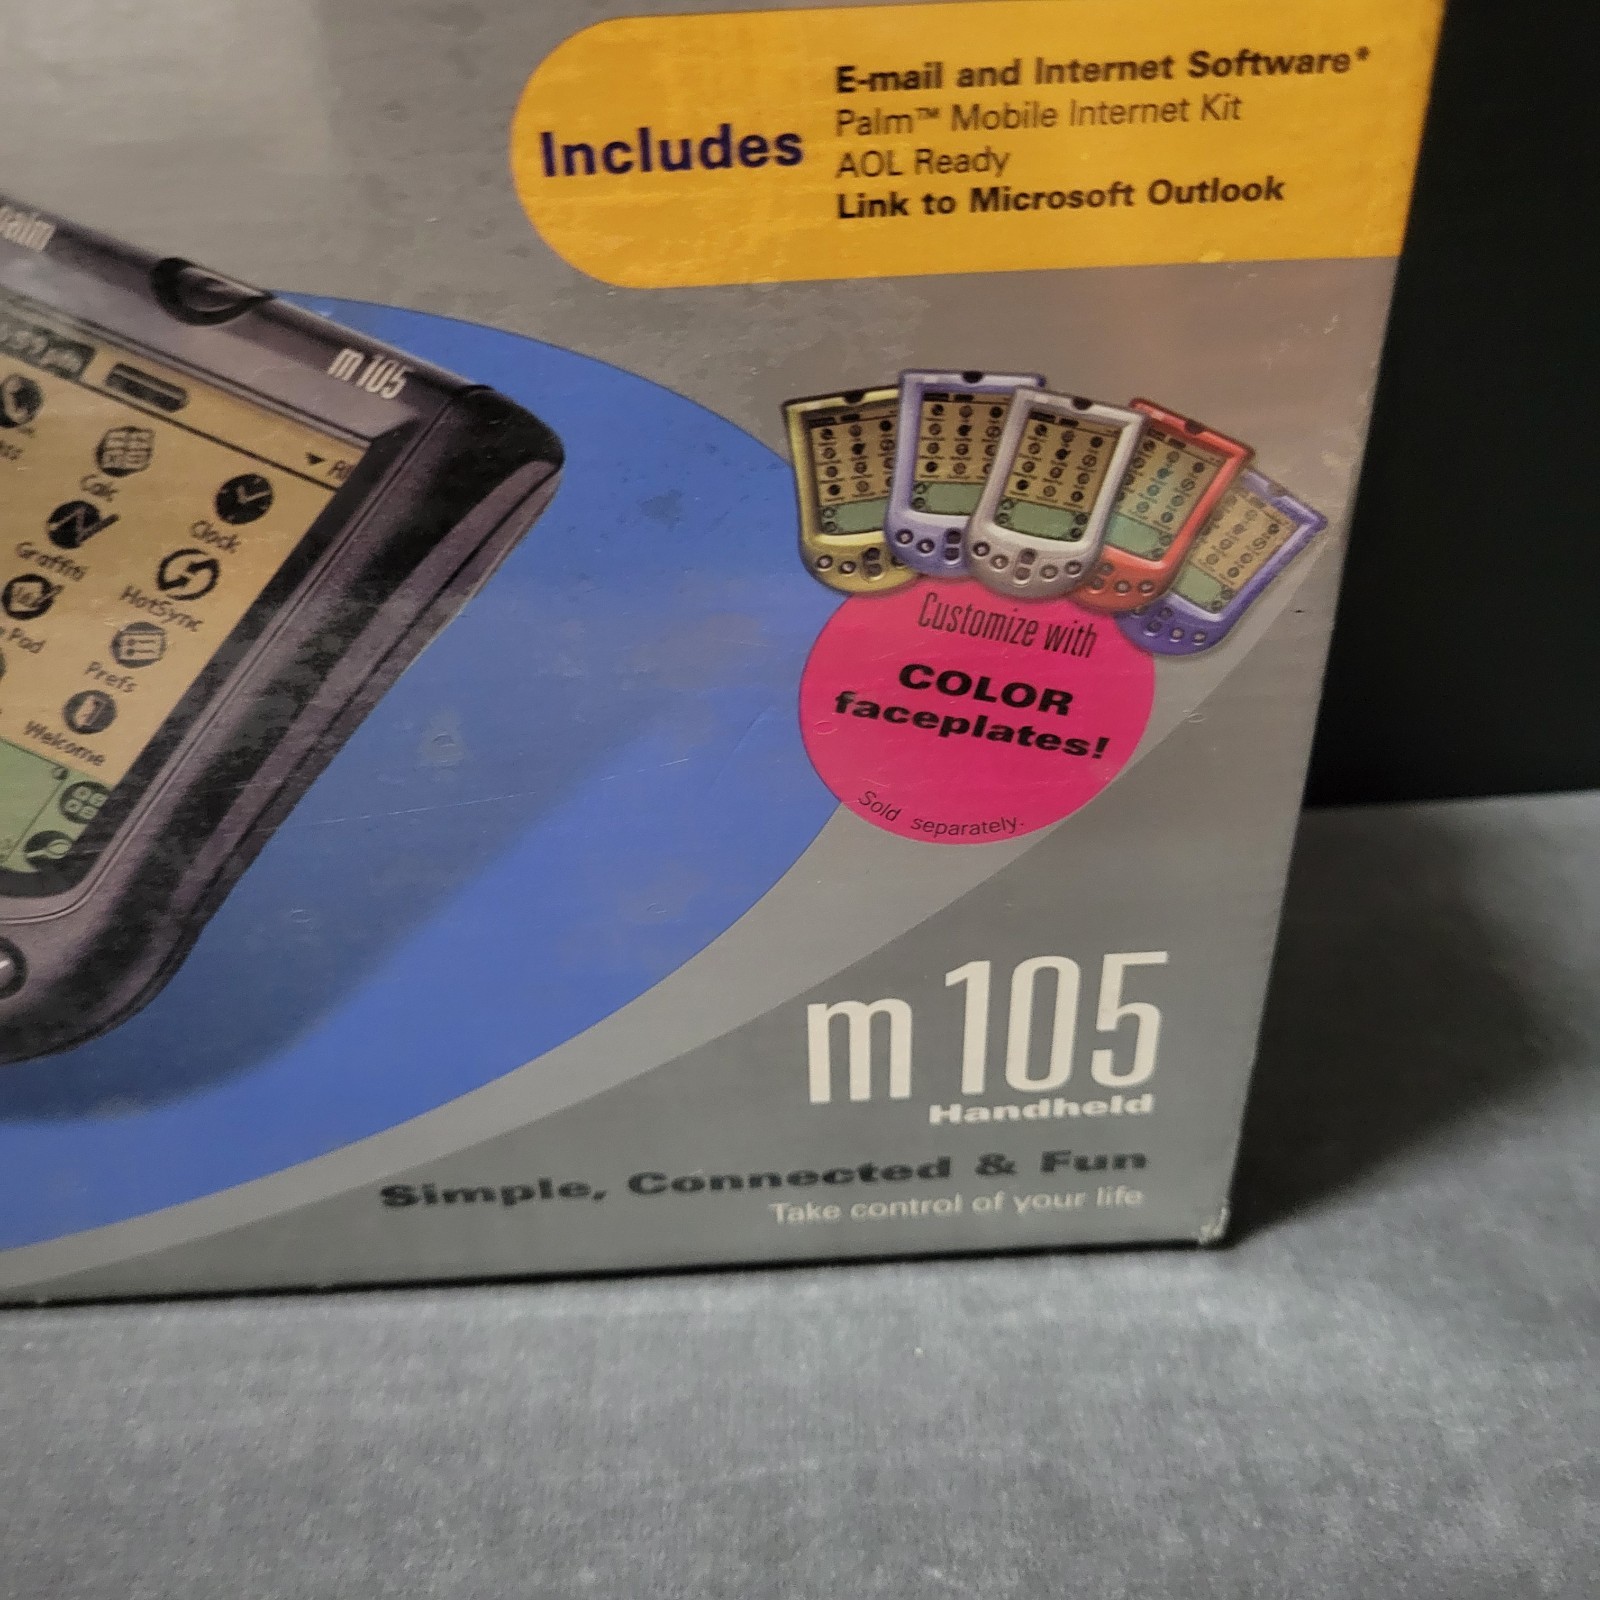 Includes
E-mail and Internet Software*
Palm™ Mobile Internet Kit
AOL Ready
Link to Microsoft Outlook
palm
m105
Calc
Clock
Graffiti
HotSync
Pad
Prefs
Welcome
Customize with
COLOR
faceplates!
Sold separately.
m105
Handheld
Simple, Connected & Fun
Take control of your life